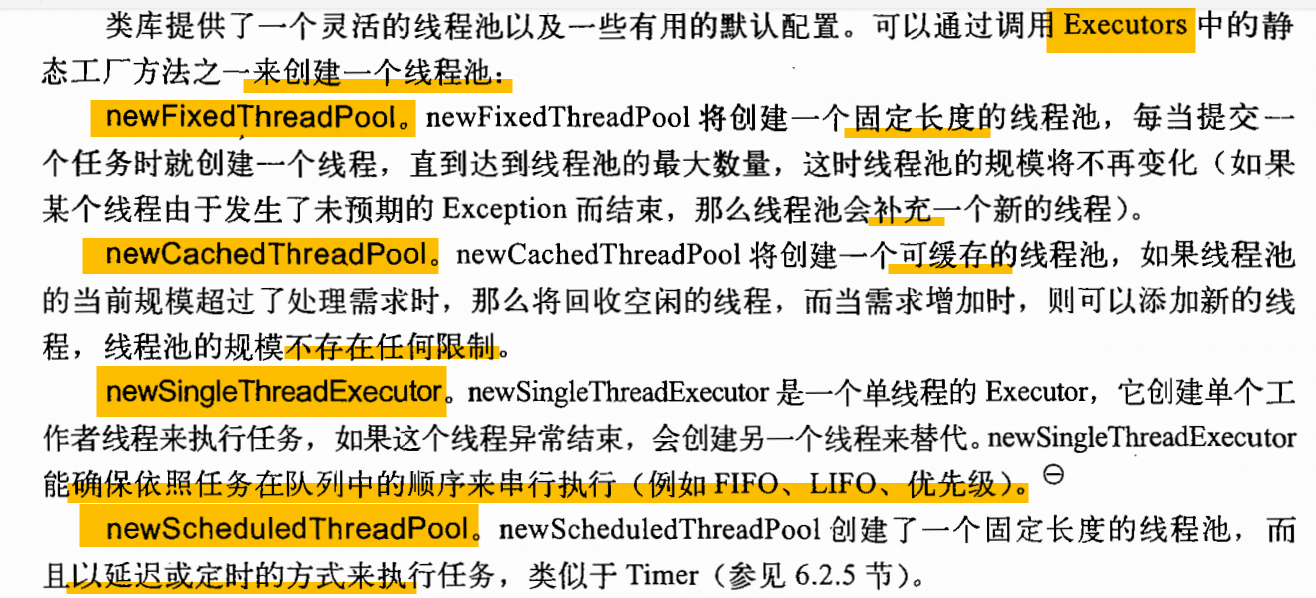 类库提供了一个灵活的线程池以及一些有用的默认配置。可以通过调用 Executors 中的静
态工厂方法之一来创建一个线程池：
newFixedThreadPool。newFixedThreadPool 将创建一个固定长度的线程池，每当提交一
个任务时就创建一个线程，直到达到线程池的最大数量，这时线程池的规模将不再变化（如果
某个线程由于发生了未预期的 Exception 而结束，那么线程池会补充一个新的线程）。
newCachedThreadPool。newCachedThreadPool 将创建一个可缓存的线程池，如果线程池
的当前规模超过了处理需求时，那么将回收空闲的线程，而当需求增加时，则可以添加新的线
程，线程池的规模不存在任何限制。
newSingleThreadExecutor。newSingleThreadExecutor 是一个单线程的 Executor，它创建单个工
作者线程来执行任务，如果这个线程异常结束，会创建另一个线程来替代。newSingleThreadExecutor
能确保依照任务在队列中的顺序来串行执行（例如 FIFO、LIFO、优先级）。⊖
newScheduledThreadPool。newScheduledThreadPool 创建了一个固定长度的线程池，而
且以延迟或定时的方式来执行任务，类似于 Timer（参见 6.2.5 节）。